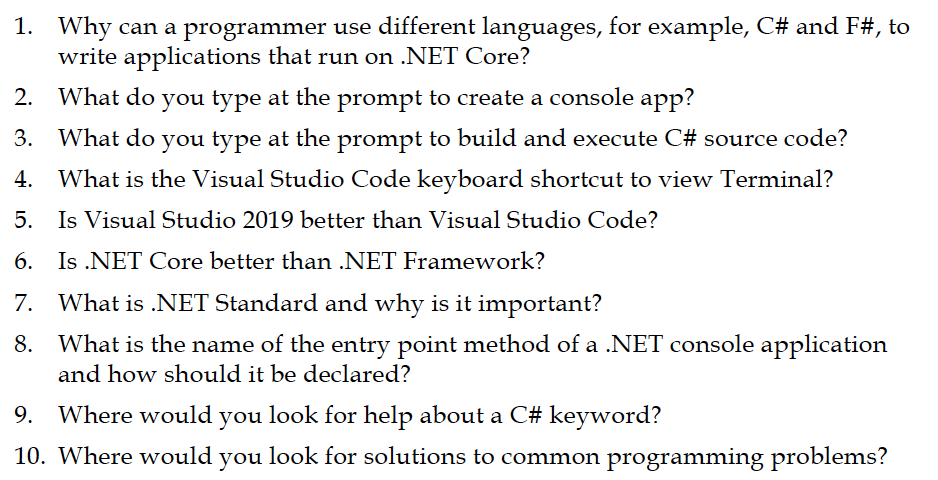 1. Why can a programmer use different languages, for example, C# and F#, to
write applications that run on .NET Core?
2. What do you type at the prompt to create a console app?
3. What do you type at the prompt to build and execute C# source code?
4. What is the Visual Studio Code keyboard shortcut to view Terminal?
5. Is Visual Studio 2019 better than Visual Studio Code?
6. Is .NET Core better than .NET Framework?
7. What is .NET Standard and why is it important?
8. What is the name of the entry point method of a .NET console application
and how should it be declared?
9. Where would you look for help about a C# keyword?
10. Where would you look for solutions to common programming problems?